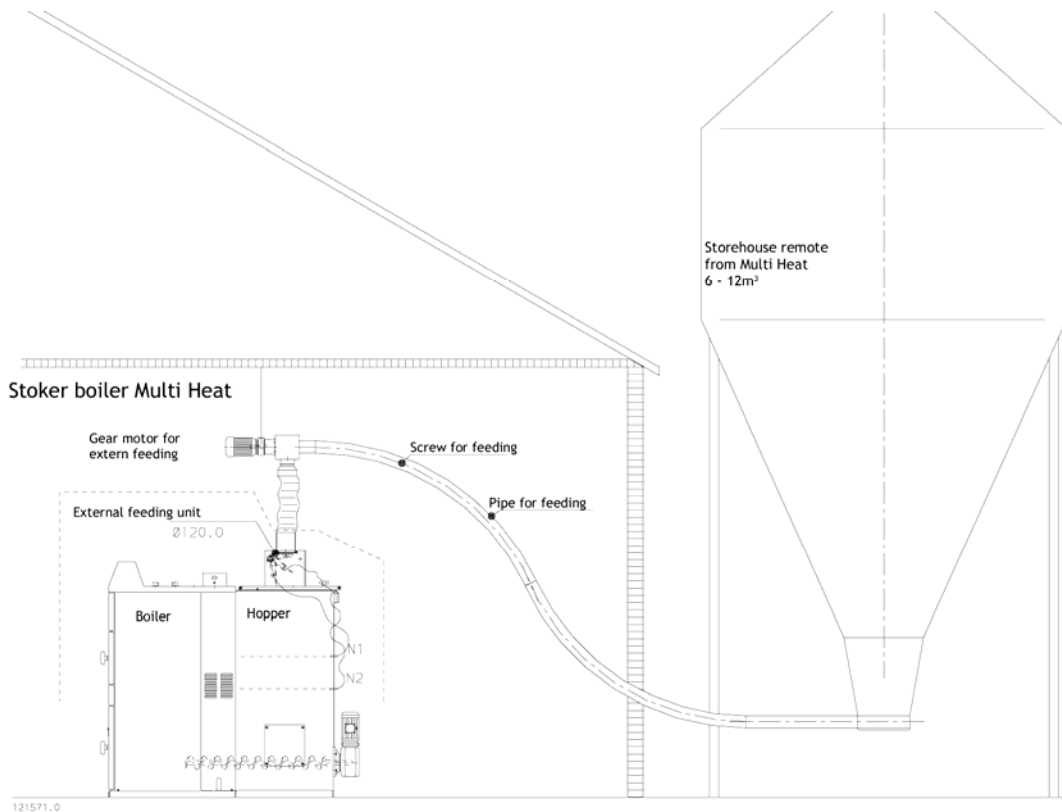 Storehouse remote
from Multi Heat
6 - 12m³
Stoker boiler Multi Heat
Gear motor for
extern feeding
Screw for feeding
Pipe for feeding
External feeding unit
Ø120.0
Boiler
Hopper
N1
N2
121571.0